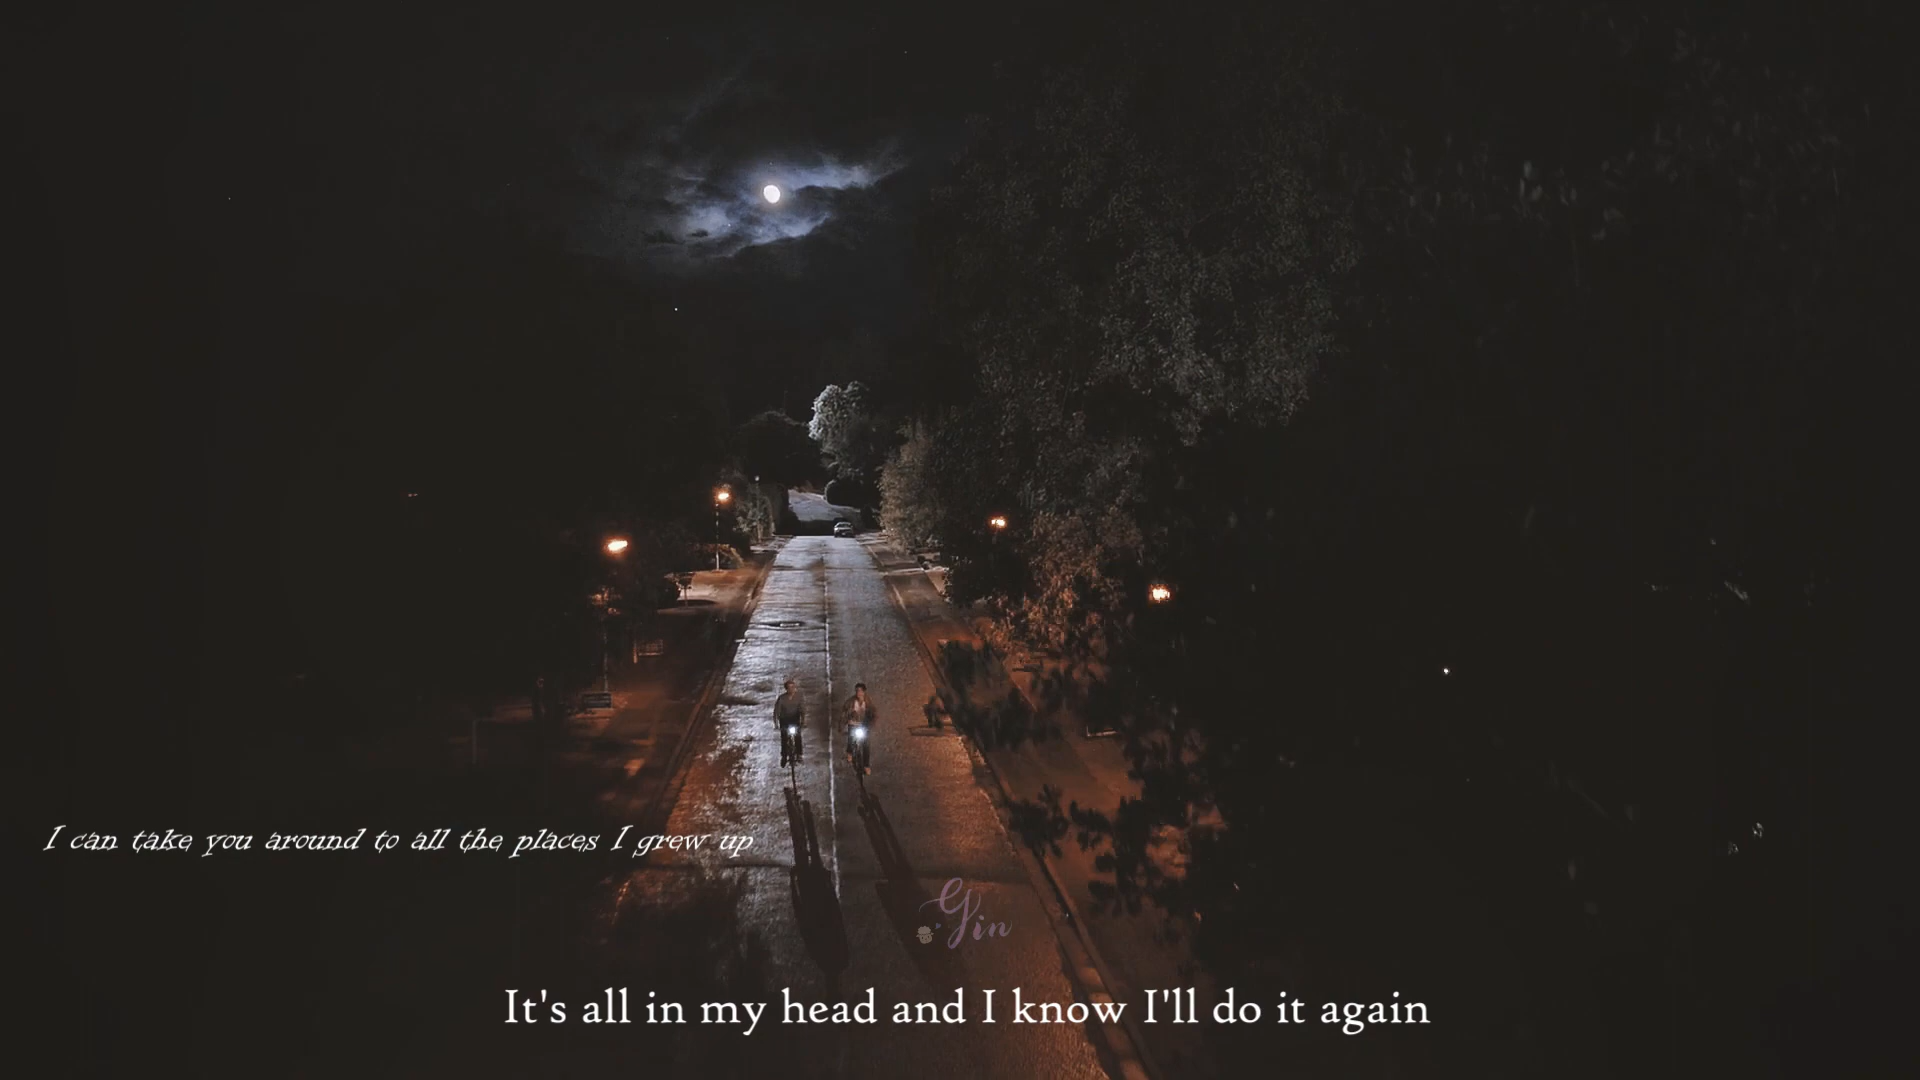 I can take you around to all the places I grew up
Gin
It's all in my head and I know I'll do it again